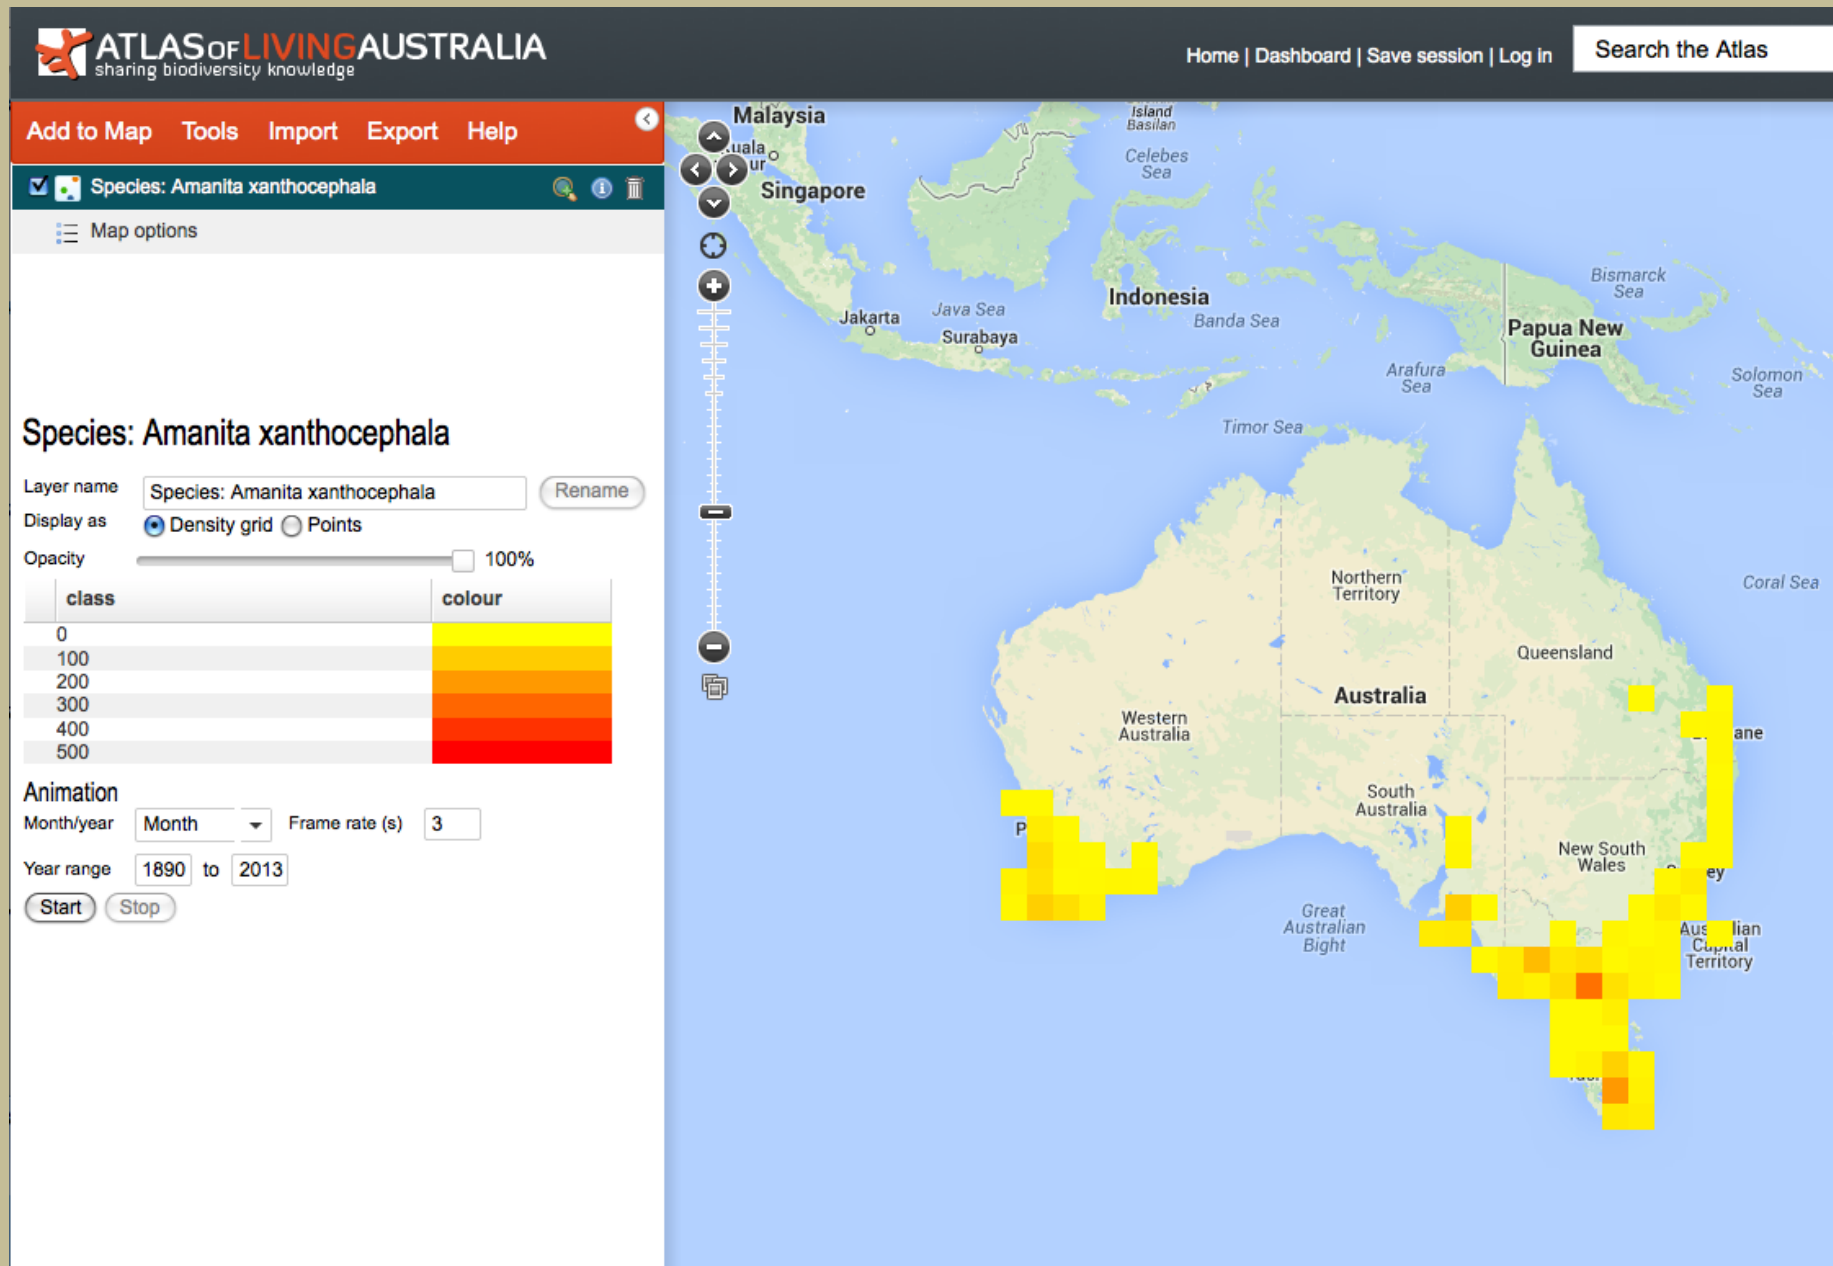 ATLAS OF LIVING AUSTRALIA
sharing biodiversity knowledge
Home | Dashboard | Save session | Log in
Search the Atlas
Add to Map Tools Import Export Help
Species: Amanita xanthocephala
Map options
Species: Amanita xanthocephala
Layer name Species: Amanita xanthocephala Rename
Display as Density grid Points
Opacity 100%
class colour
0
100
200
300
400
500
Animation
Month/year Month Frame rate (s) 3
Year range 1890 to 2013
Start Stop
Malaysia
Singapore
Island
Basilan
Celebes
Sea
Indonesia
Jakarta
Java Sea
Surabaya
Banda Sea
Bismarck
Sea
Papua New
Guinea
Arafura
Sea
Solomon
Sea
Timor Sea
Northern
Territory
Coral Sea
Queensland
Australia
Western
Australia
South
Australia
New South
Wales
Great
Australian
Bight
Capital
Territory